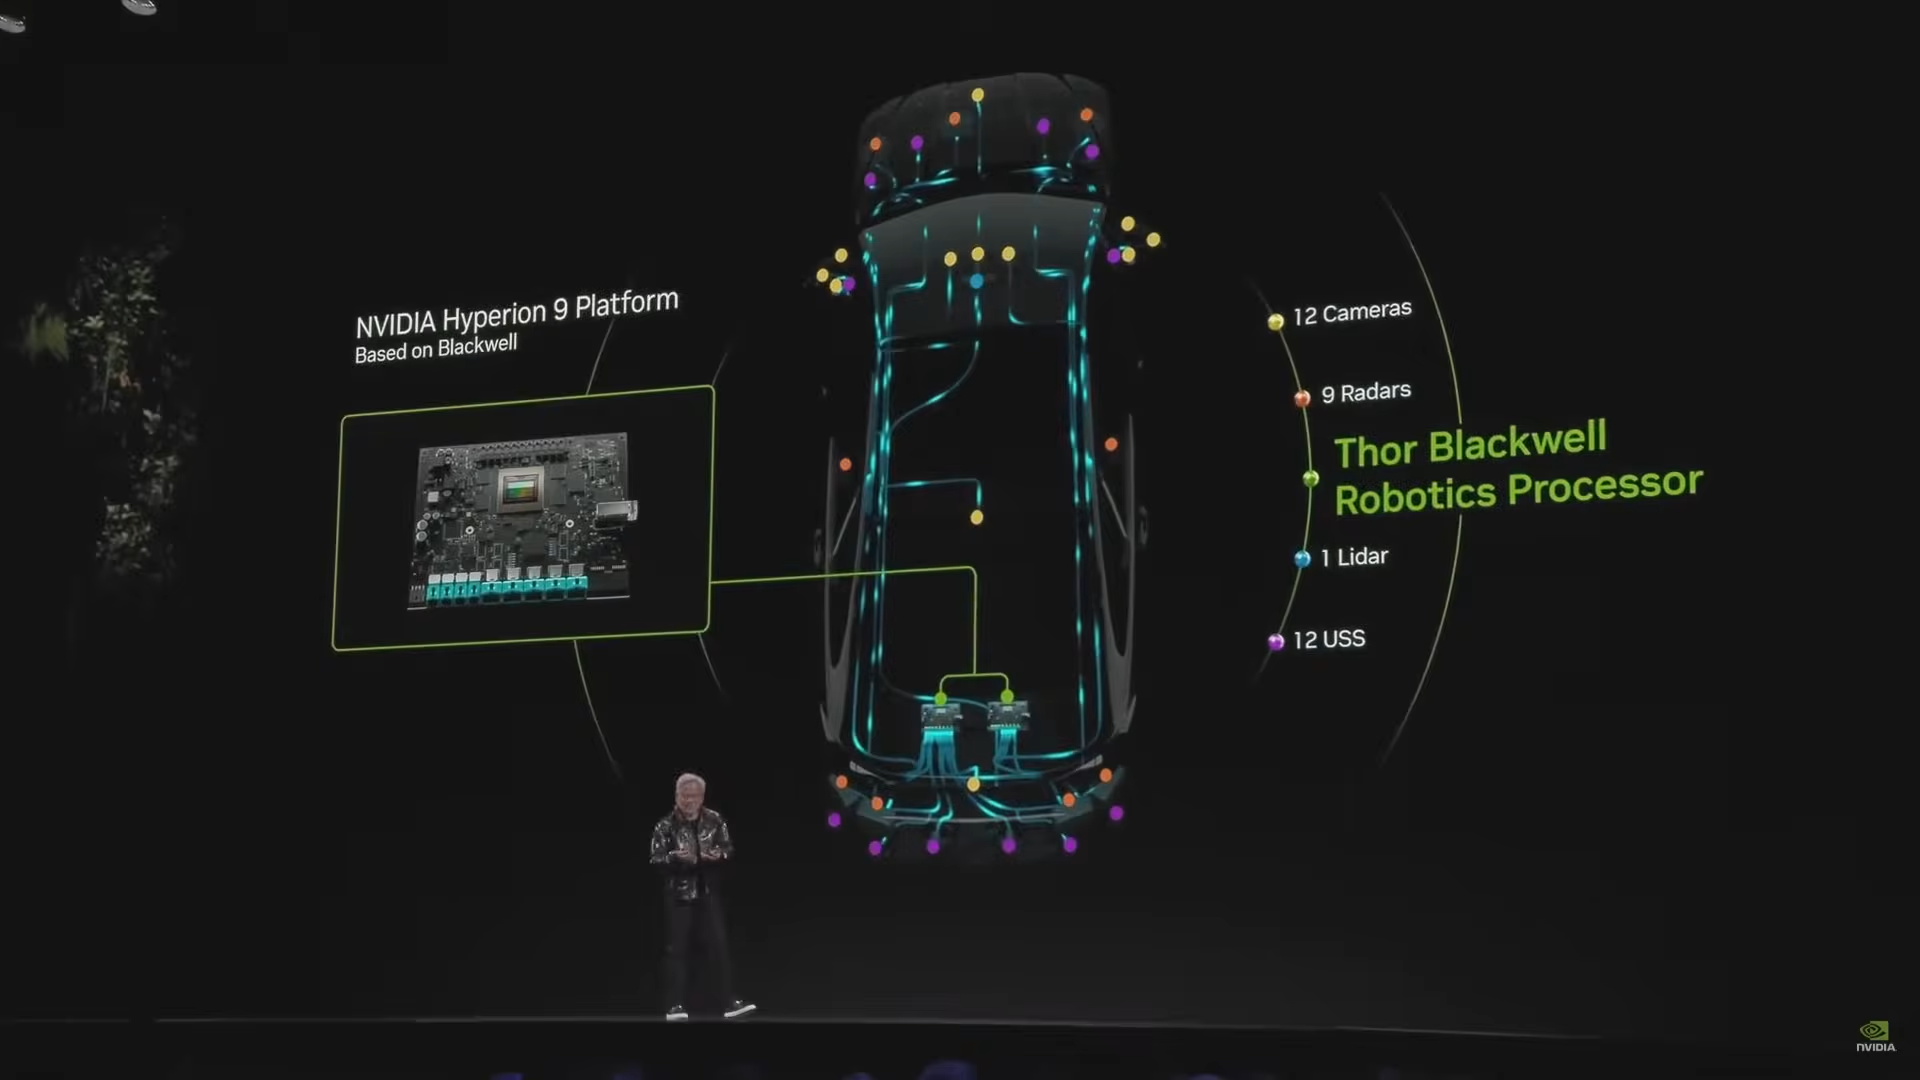 NVIDIA Hyperion 9 Platform
Based on Blackwell
12 Cameras
9 Radars
Thor Blackwell
Robotics Processor
1 Lidar
12 USS
NVIDIA